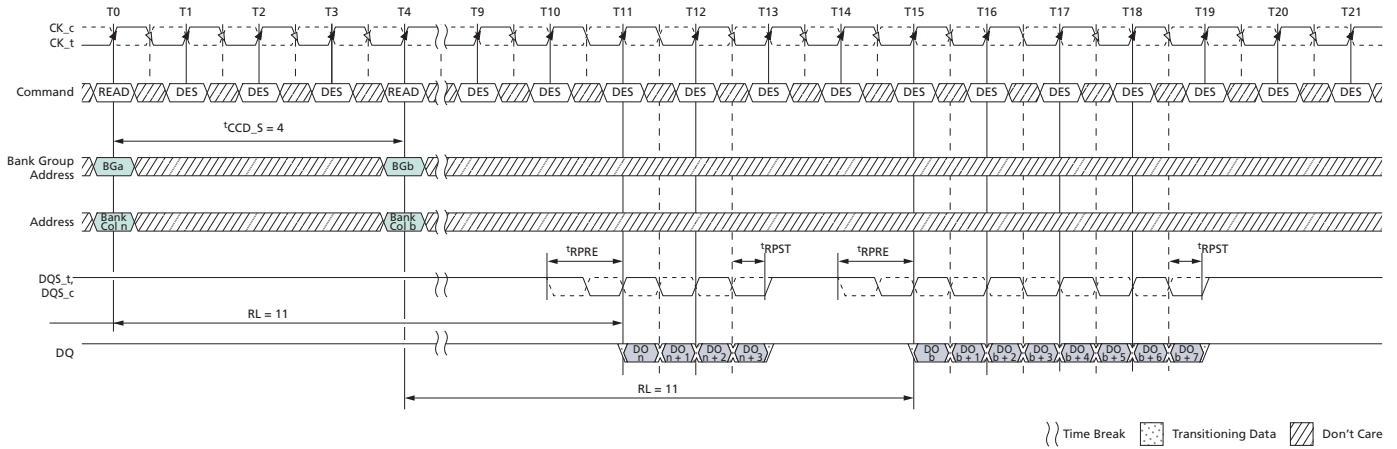 T0 T1 T2 T3 T4 T9 T10 T11 T12 T13 T14 T15 T16 T17 T18 T19 T20 T21
CK_c
CK_t
Command READ DES DES DES READ DES DES DES DES DES DES DES DES DES DES DES DES DES
tCCD_S = 4
Bank Group
Address
BGa BGb
Address
Bank
Col n
Bank
Col b
tRPRE tRPST tRPRE tRPST
DQS_t,
DQS_c
RL = 11
DQ
DO
n
DO
n + 1
DO
n + 2
DO
n + 3
DO
b
DO
b + 1
DO
b + 2
DO
b + 3
DO
b + 4
DO
b + 5
DO
b + 6
DO
b + 7
RL = 11
Time Break Transitioning Data Don't Care